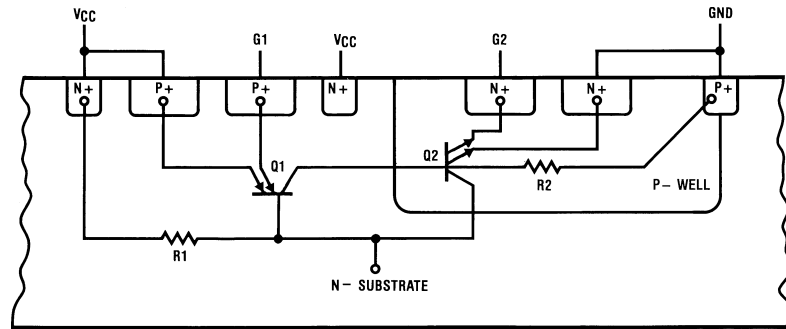 VCC G1 VCC G2 GND
N+ P+ P+ N+ N+ N+ P+
Q1 Q2
R2 P- WELL
R1
N- SUBSTRATE